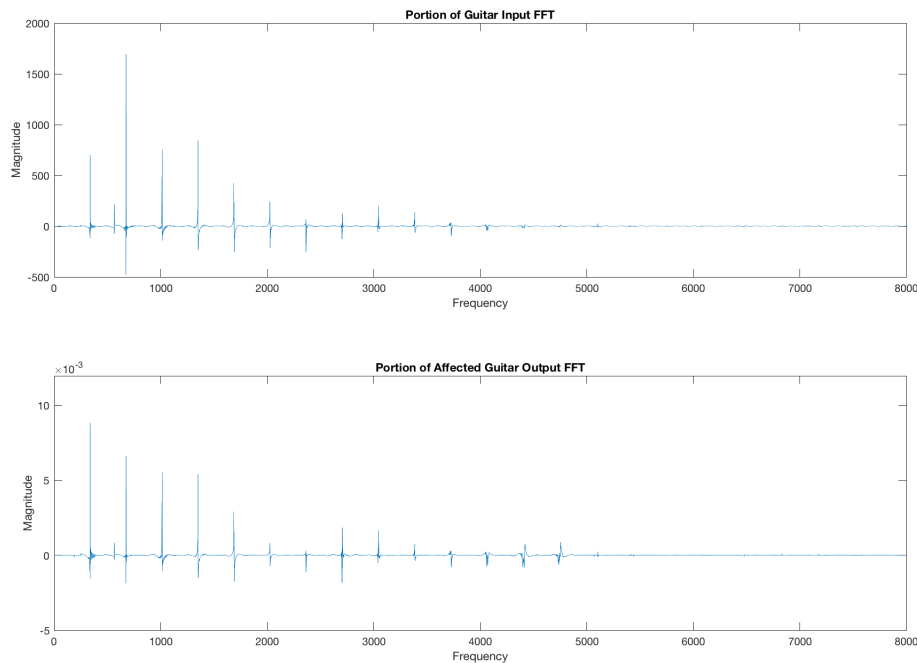 Portion of Guitar Input FFT
2000
1500
1000
500
0
-500
Magnitude
0 1000 2000 3000 4000 5000 6000 7000 8000
Frequency
Portion of Affected Guitar Output FFT
×10-3
10
5
0
-5
Magnitude
0 1000 2000 3000 4000 5000 6000 7000 8000
Frequency